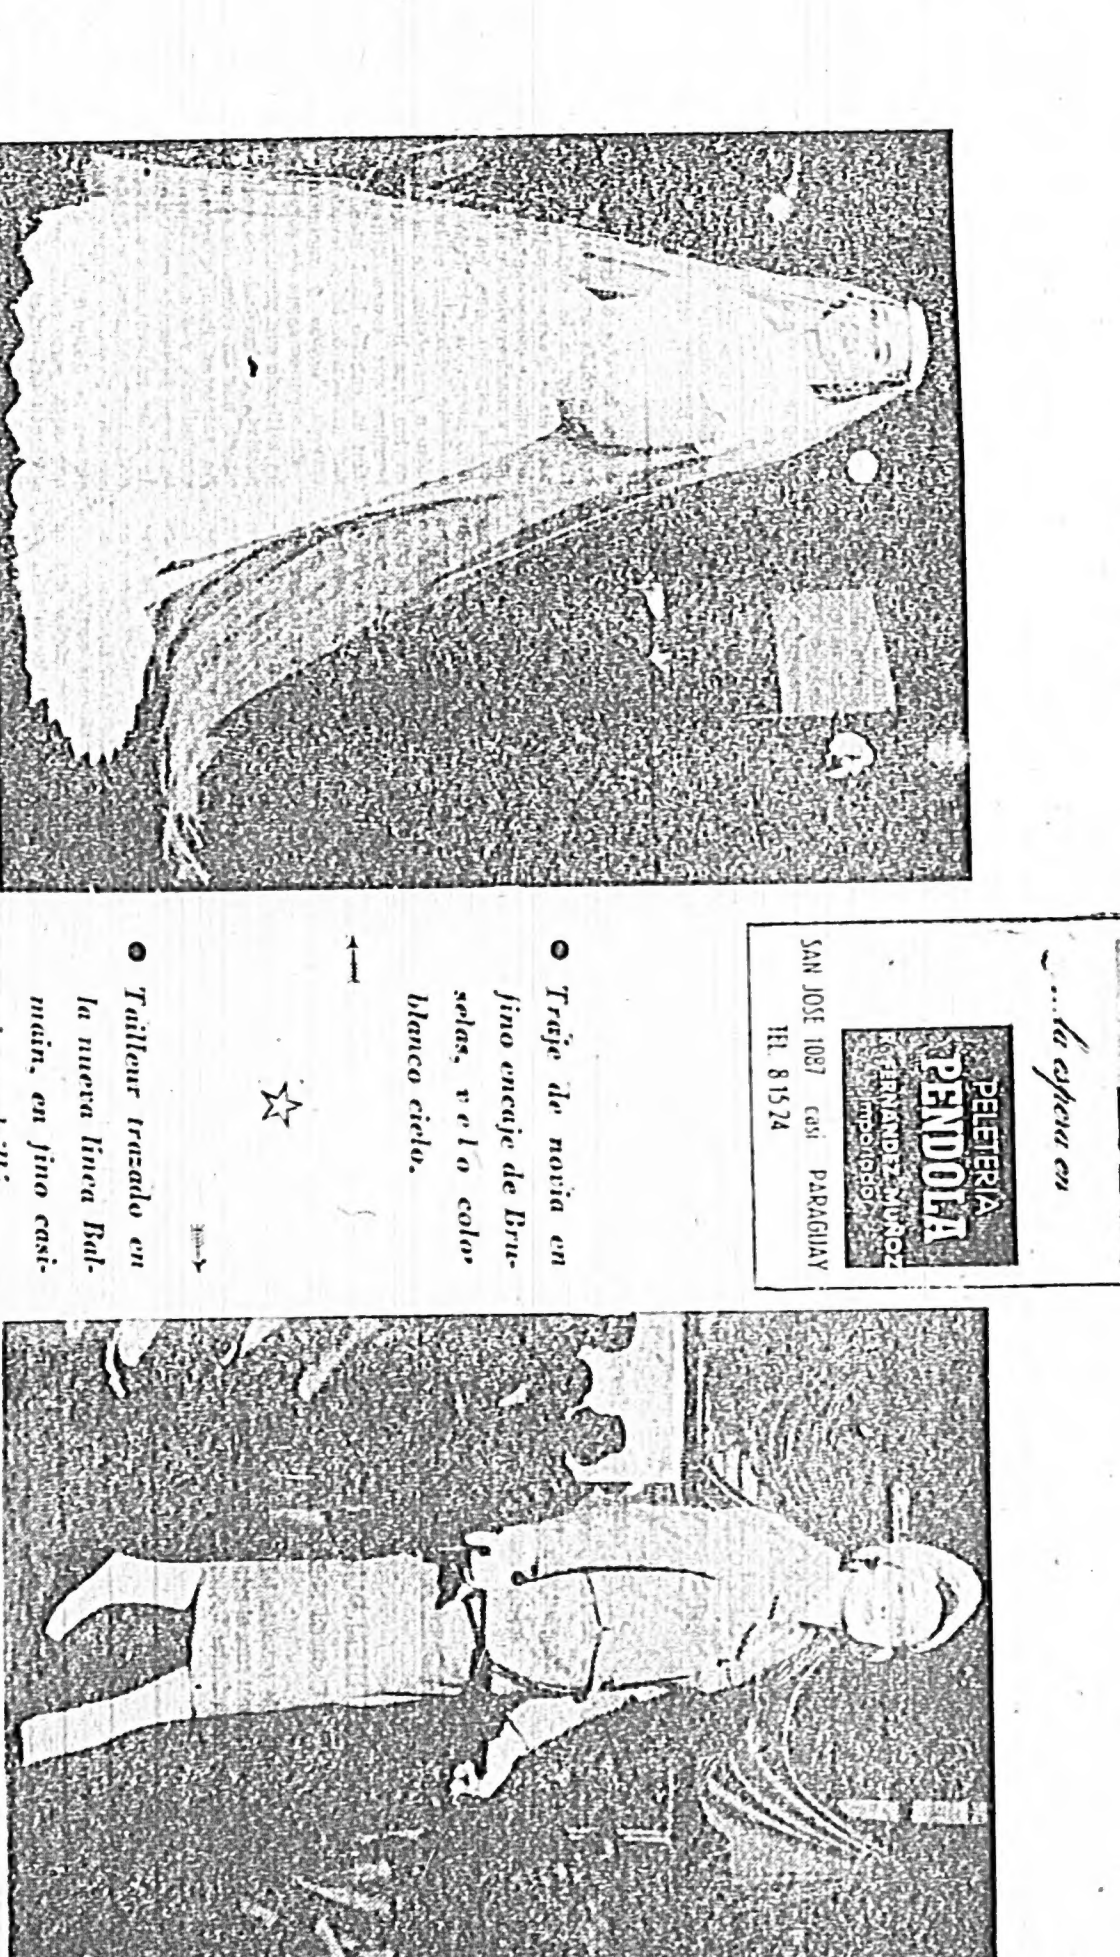 ...la espera en
PELETERIA
PENDOLA
FERNANDEZ MUÑOZ
Importador
SAN JOSE 1087 casi PARAGUAY
TEL. 8 15 24
Traje de novia en
fino encaje de Bru-
selas, velo color
blanco cielo.
Tailleur trazado en
la nueva línea Bal-
main, en fino casi-